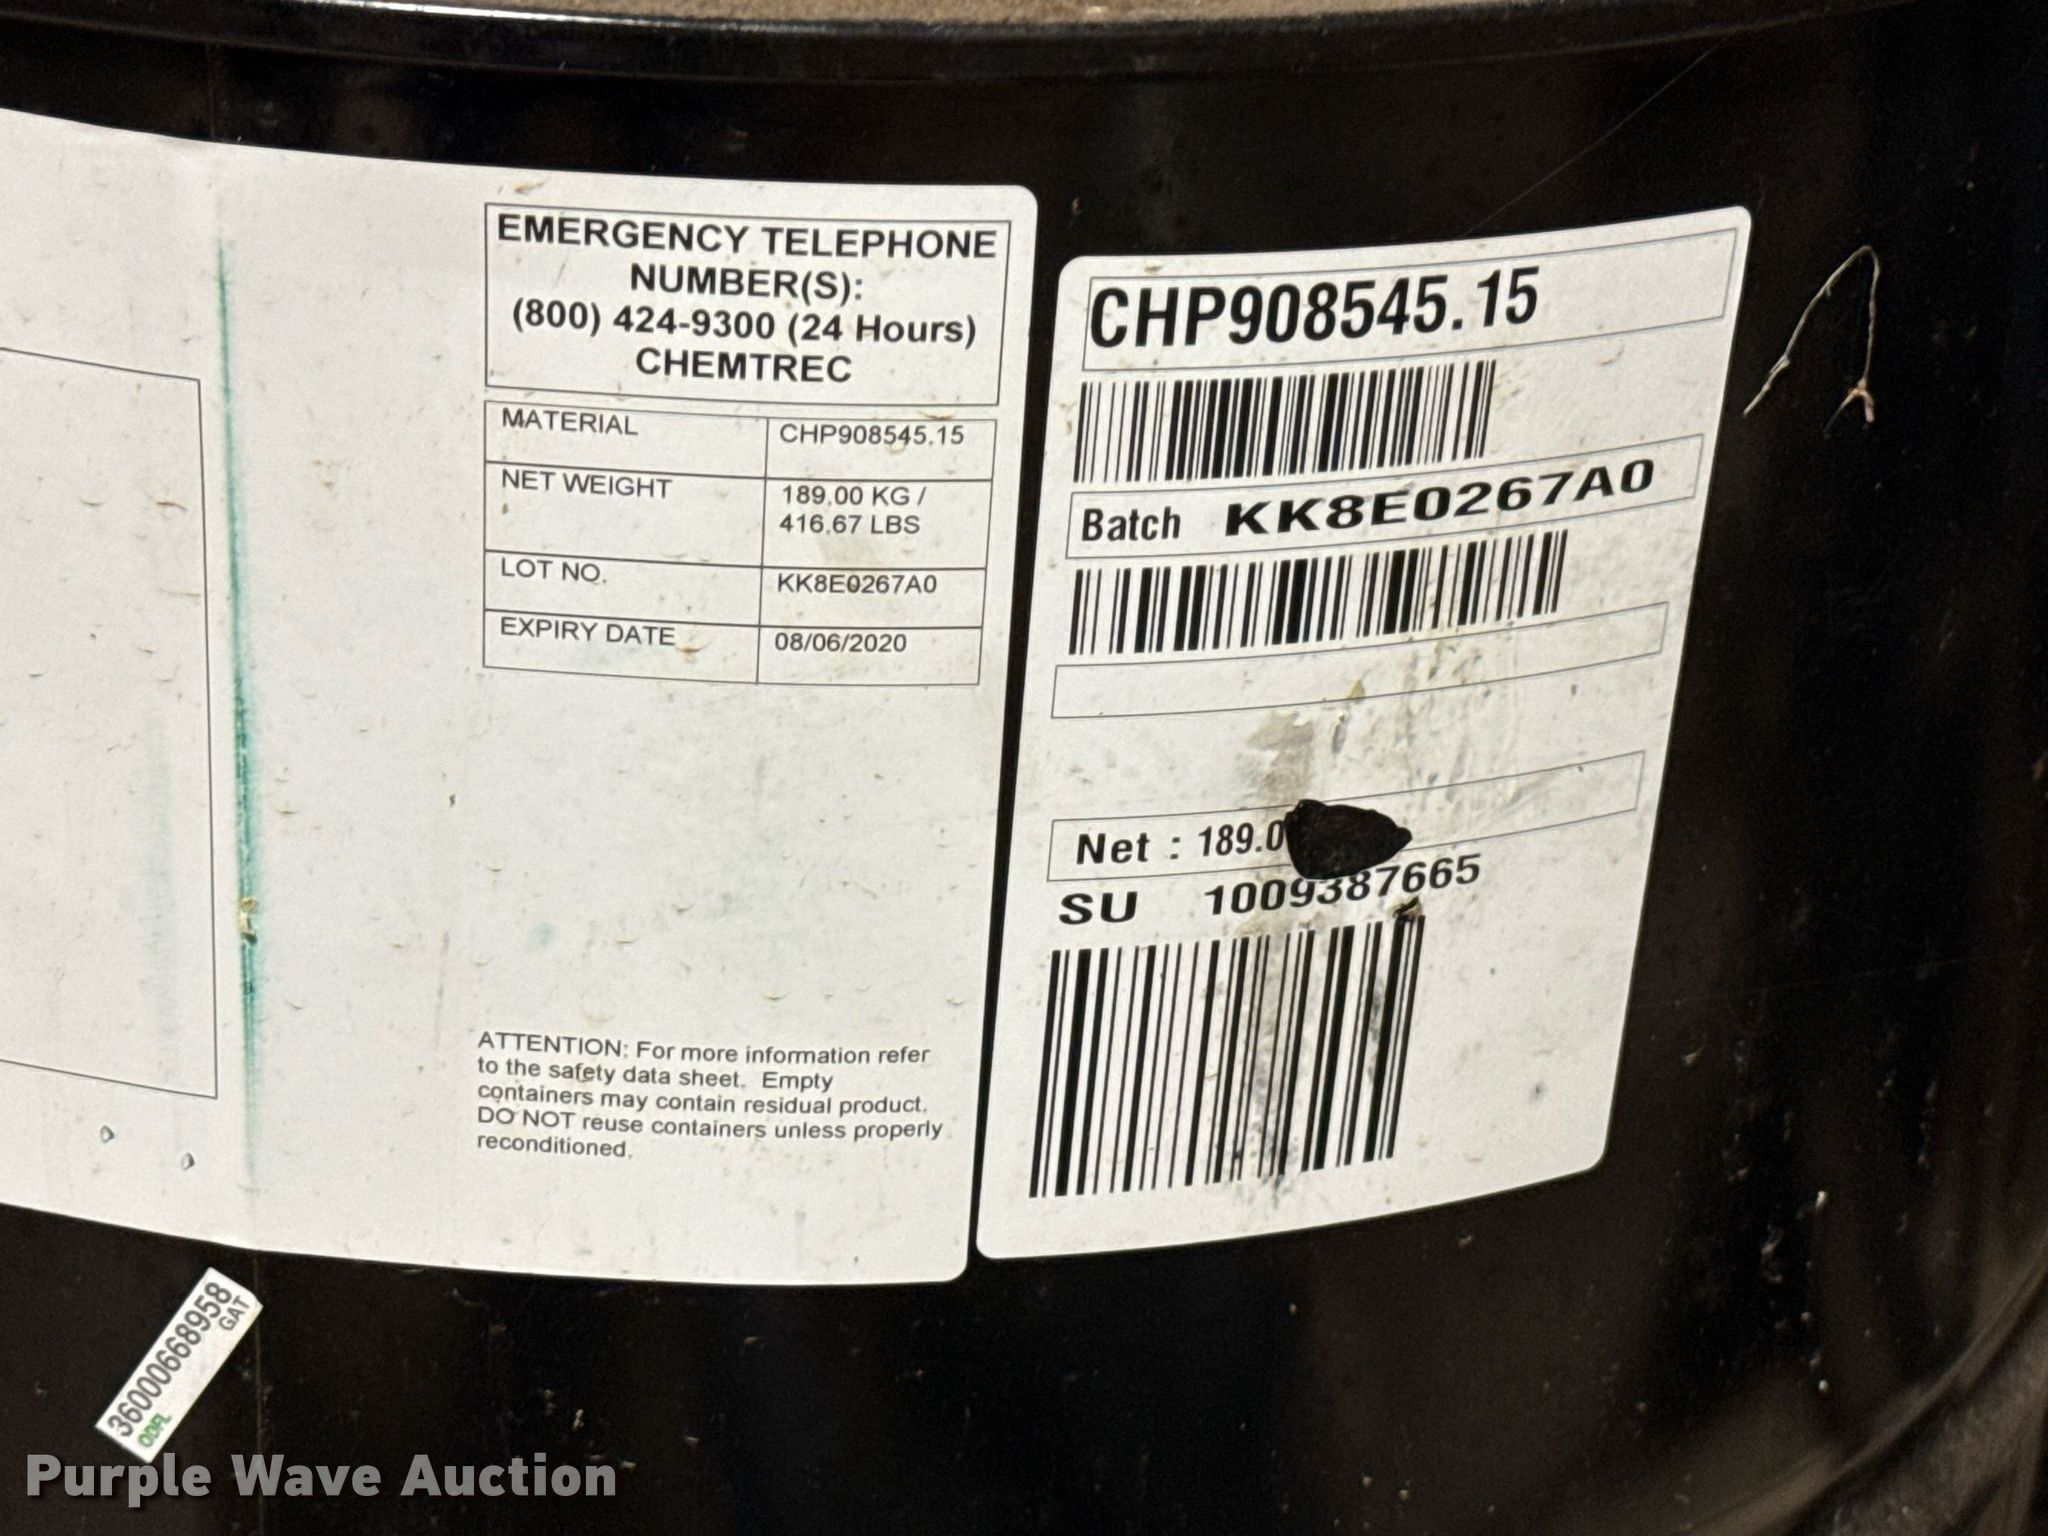 EMERGENCY TELEPHONE
NUMBER(S):
(800) 424-9300 (24 Hours)
CHEMTREC
MATERIAL CHP908545.15
NET WEIGHT 189.00 KG /
416.67 LBS
LOT NO. KK8E0267A0
EXPIRY DATE 08/06/2020
ATTENTION: For more information refer
to the safety data sheet. Empty
containers may contain residual product.
DO NOT reuse containers unless properly
reconditioned.
CHP908545.15
Batch KK8E0267A0
Net : 189.0
SU 1009387665
36000668958
GAT
ODFL
Purple Wave Auction